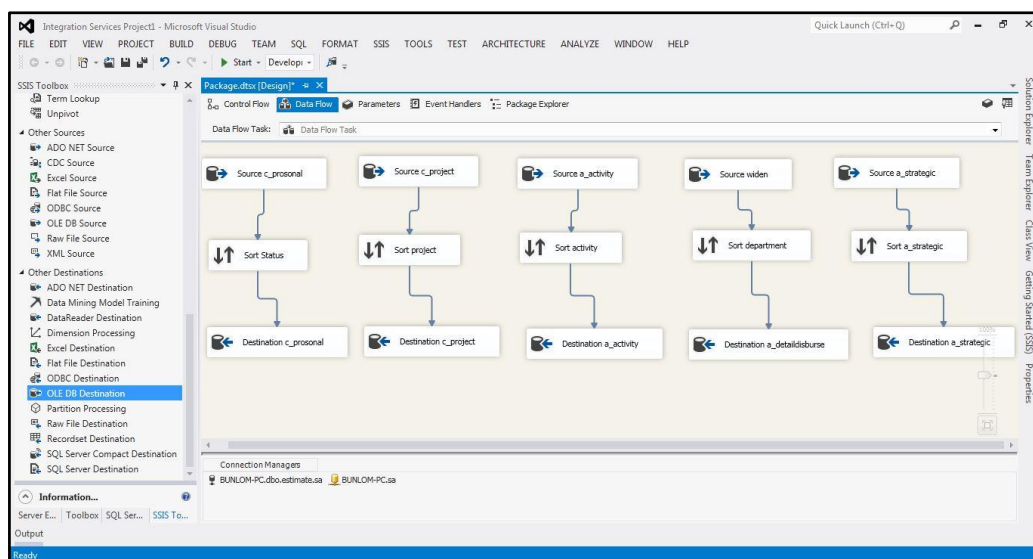 Integration Services Project1 - Microsoft Visual Studio
Quick Launch (Ctrl+Q)
FILE EDIT VIEW PROJECT BUILD DEBUG TEAM SQL FORMAT SSIS TOOLS TEST ARCHITECTURE ANALYZE WINDOW HELP
Start - Develop
SSIS Toolbox
Term Lookup
Unpivot
Other Sources
ADO NET Source
CDC Source
Excel Source
Flat File Source
ODBC Source
OLE DB Source
Raw File Source
XML Source
Other Destinations
ADO NET Destination
Data Mining Model Training
DataReader Destination
Dimension Processing
Excel Destination
Flat File Destination
ODBC Destination
OLE DB Destination
Partition Processing
Raw File Destination
Recordset Destination
SQL Server Compact Destination
SQL Server Destination
Information...
Server E... Toolbox SQL Ser... SSIS To...
Package.dtsx [Design]*
Control Flow Data Flow Parameters Event Handlers Package Explorer
Data Flow Task: Data Flow Task
Source c_prosonal Source c_project Source a_activity Source widen Source a_strategic
Sort Status Sort project Sort activity Sort department Sort a_strategic
Destination c_prosonal Destination c_project Destination a_activity Destination a_detaildisburse Destination a_strategic
100%
Connection Managers
BUNLOM-PC.dbo.estimate.sa BUNLOM-PC.sa
Solution Explorer
Team Explorer
Class View
Getting Started (SSIS)
Properties
Output
Ready